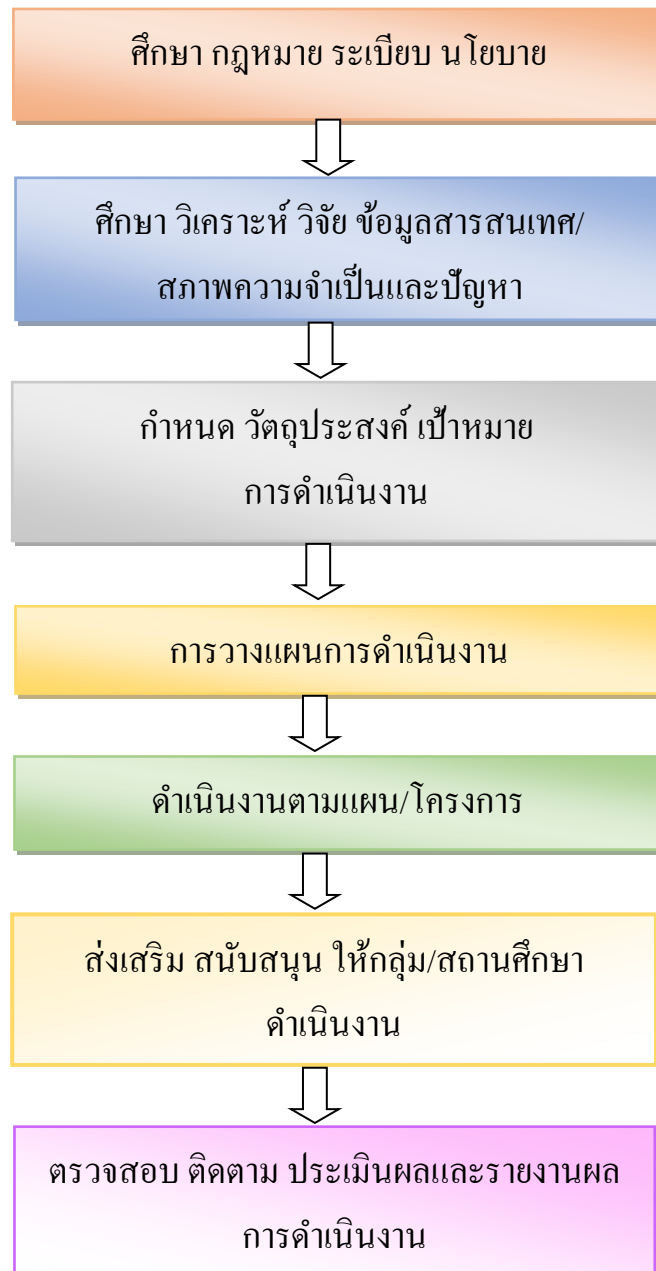 ศึกษา กฎหมาย ระเบียบ นโยบาย
ศึกษา วิเคราะห์ วิจัย ข้อมูลสารสนเทศ/
สภาพความจำเป็นและปัญหา
กำหนด วัตถุประสงค์ เป้าหมาย
การดำเนินงาน
การวางแผนการดำเนินงาน
ดำเนินงานตามแผน/โครงการ
ส่งเสริม สนับสนุน ให้กลุ่ม/สถานศึกษา
ดำเนินงาน
ตรวจสอบ ติดตาม ประเมินผลและรายงานผล
การดำเนินงาน